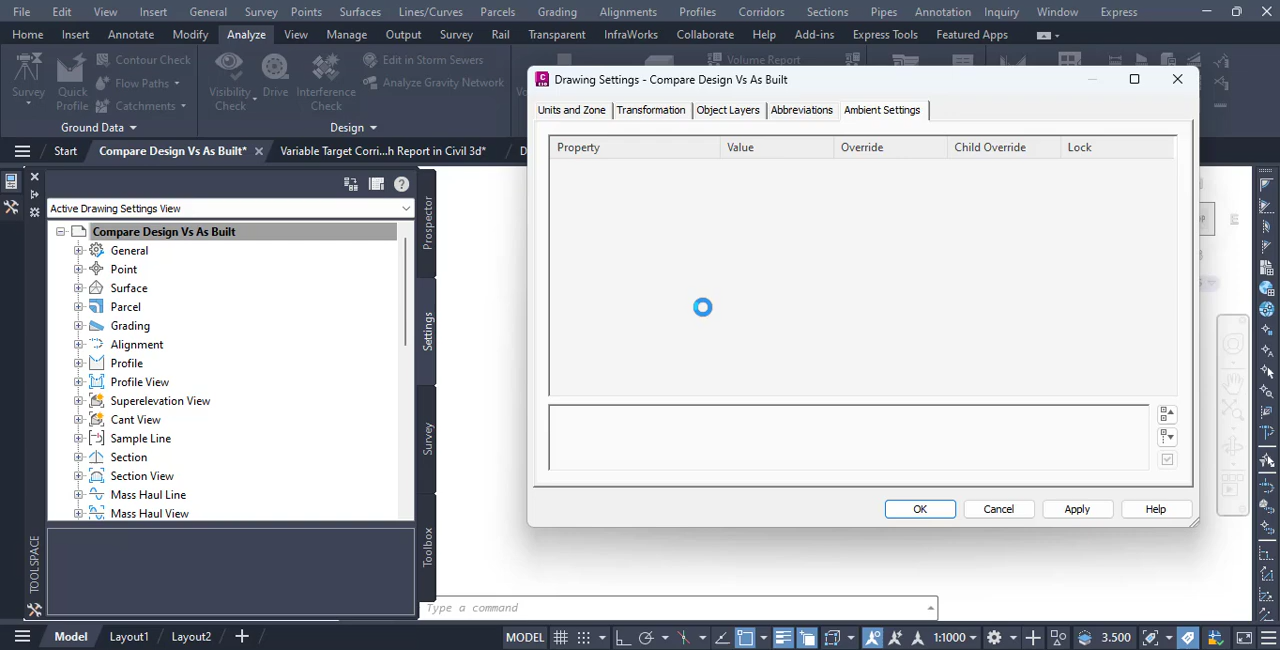 File Edit View Insert General Survey Points Surfaces Lines/Curves Parcels Grading Alignments Profiles Corridors Sections Pipes Annotation Inquiry Window Express
Home Insert Annotate Modify Analyze View Manage Output Survey Rail Transparent InfraWorks Collaborate Help Add-ins Express Tools Featured Apps
Survey
Quick Profile
Contour Check
Flow Paths
Catchments
Visibility Check
Drive
Interference Check
Edit in Storm Sewers
Analyze Gravity Network
Volume Report
Ground Data
Design
Drawing Settings - Compare Design Vs As Built
Units and Zone Transformation Object Layers Abbreviations Ambient Settings
Property Value Override Child Override Lock
OK Cancel Apply Help
Start Compare Design Vs As Built* Variable Target Corri...h Report in Civil 3d*
Active Drawing Settings View
Compare Design Vs As Built
General
Point
Surface
Parcel
Grading
Alignment
Profile
Profile View
Superelevation View
Cant View
Sample Line
Section
Section View
Mass Haul Line
Mass Haul View
Prospector
Settings
Survey
Toolbox
TOOLSPACE
E
Type a command
Model Layout1 Layout2
MODEL 1:1000 3.500